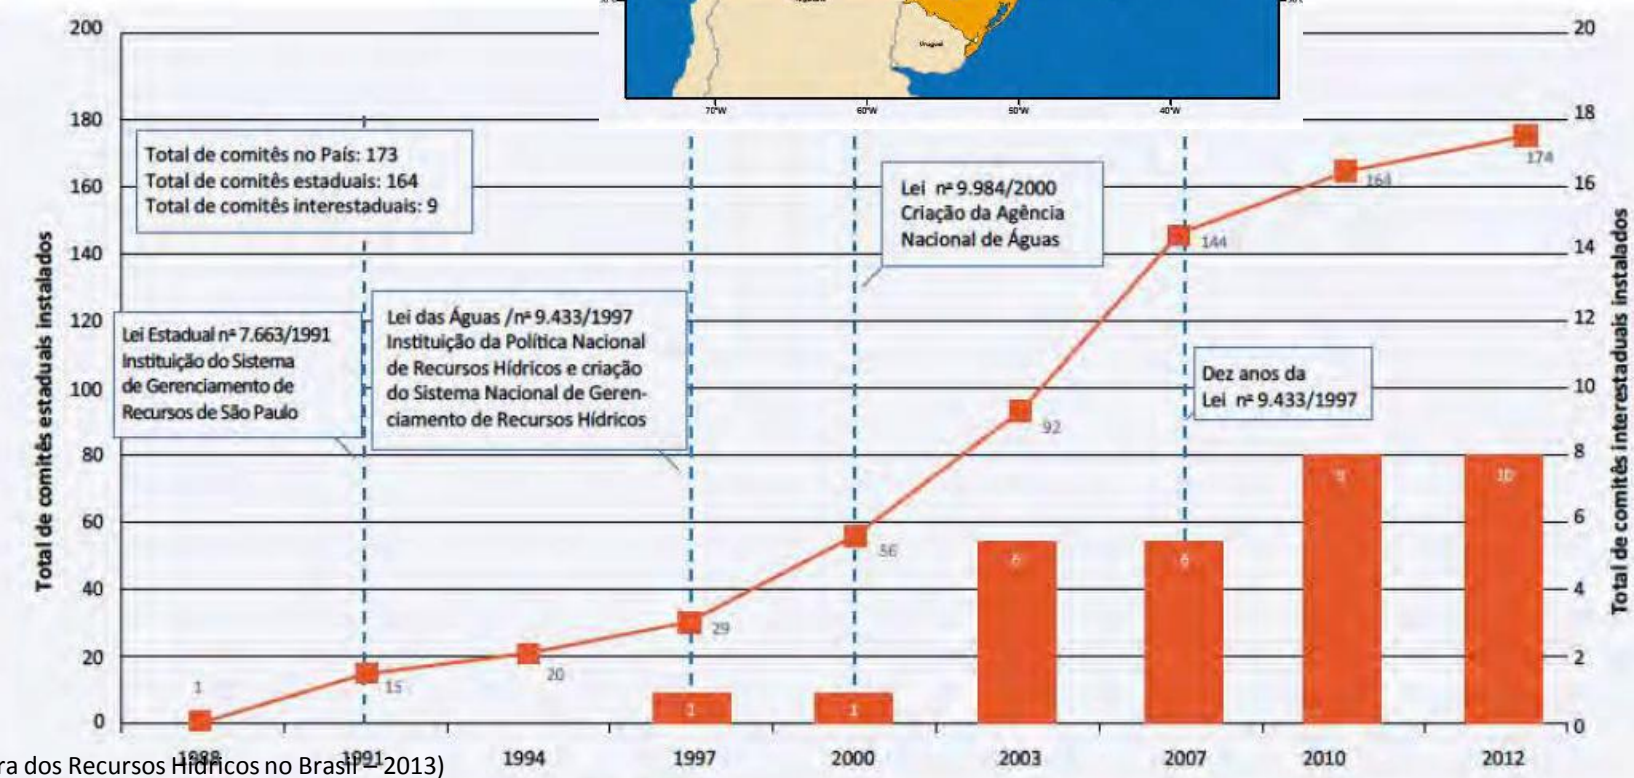 Uruguai
70°W
60°W
50°W
40°W
Total de comitês estaduais instalados
200
180
160
140
120
100
80
60
40
20
0
Total de comitês no País: 173
Total de comitês estaduais: 164
Total de comitês interestaduais: 9
Lei Estadual nº 7.663/1991
Instituição do Sistema
de Gerenciamento de
Recursos de São Paulo
Lei das Águas /nº 9.433/1997
Instituição da Política Nacional
de Recursos Hídricos e criação
do Sistema Nacional de Geren-
ciamento de Recursos Hídricos
Lei nº 9.984/2000
Criação da Agência
Nacional de Águas
Dez anos da
Lei nº 9.433/1997
1
15
20
29
56
92
144
164
174
1
1
6
6
9
10
20
18
16
14
12
10
8
6
4
2
0
Total de comitês interestaduais instalados
1988
1991
1994
1997
2000
2003
2007
2010
2012
ra dos Recursos Hídricos no Brasil – 2013)